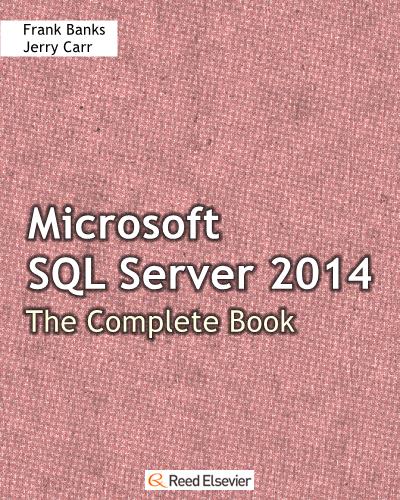 Frank Banks
Jerry Carr
Microsoft
SQL Server 2014
The Complete Book
Reed Elsevier